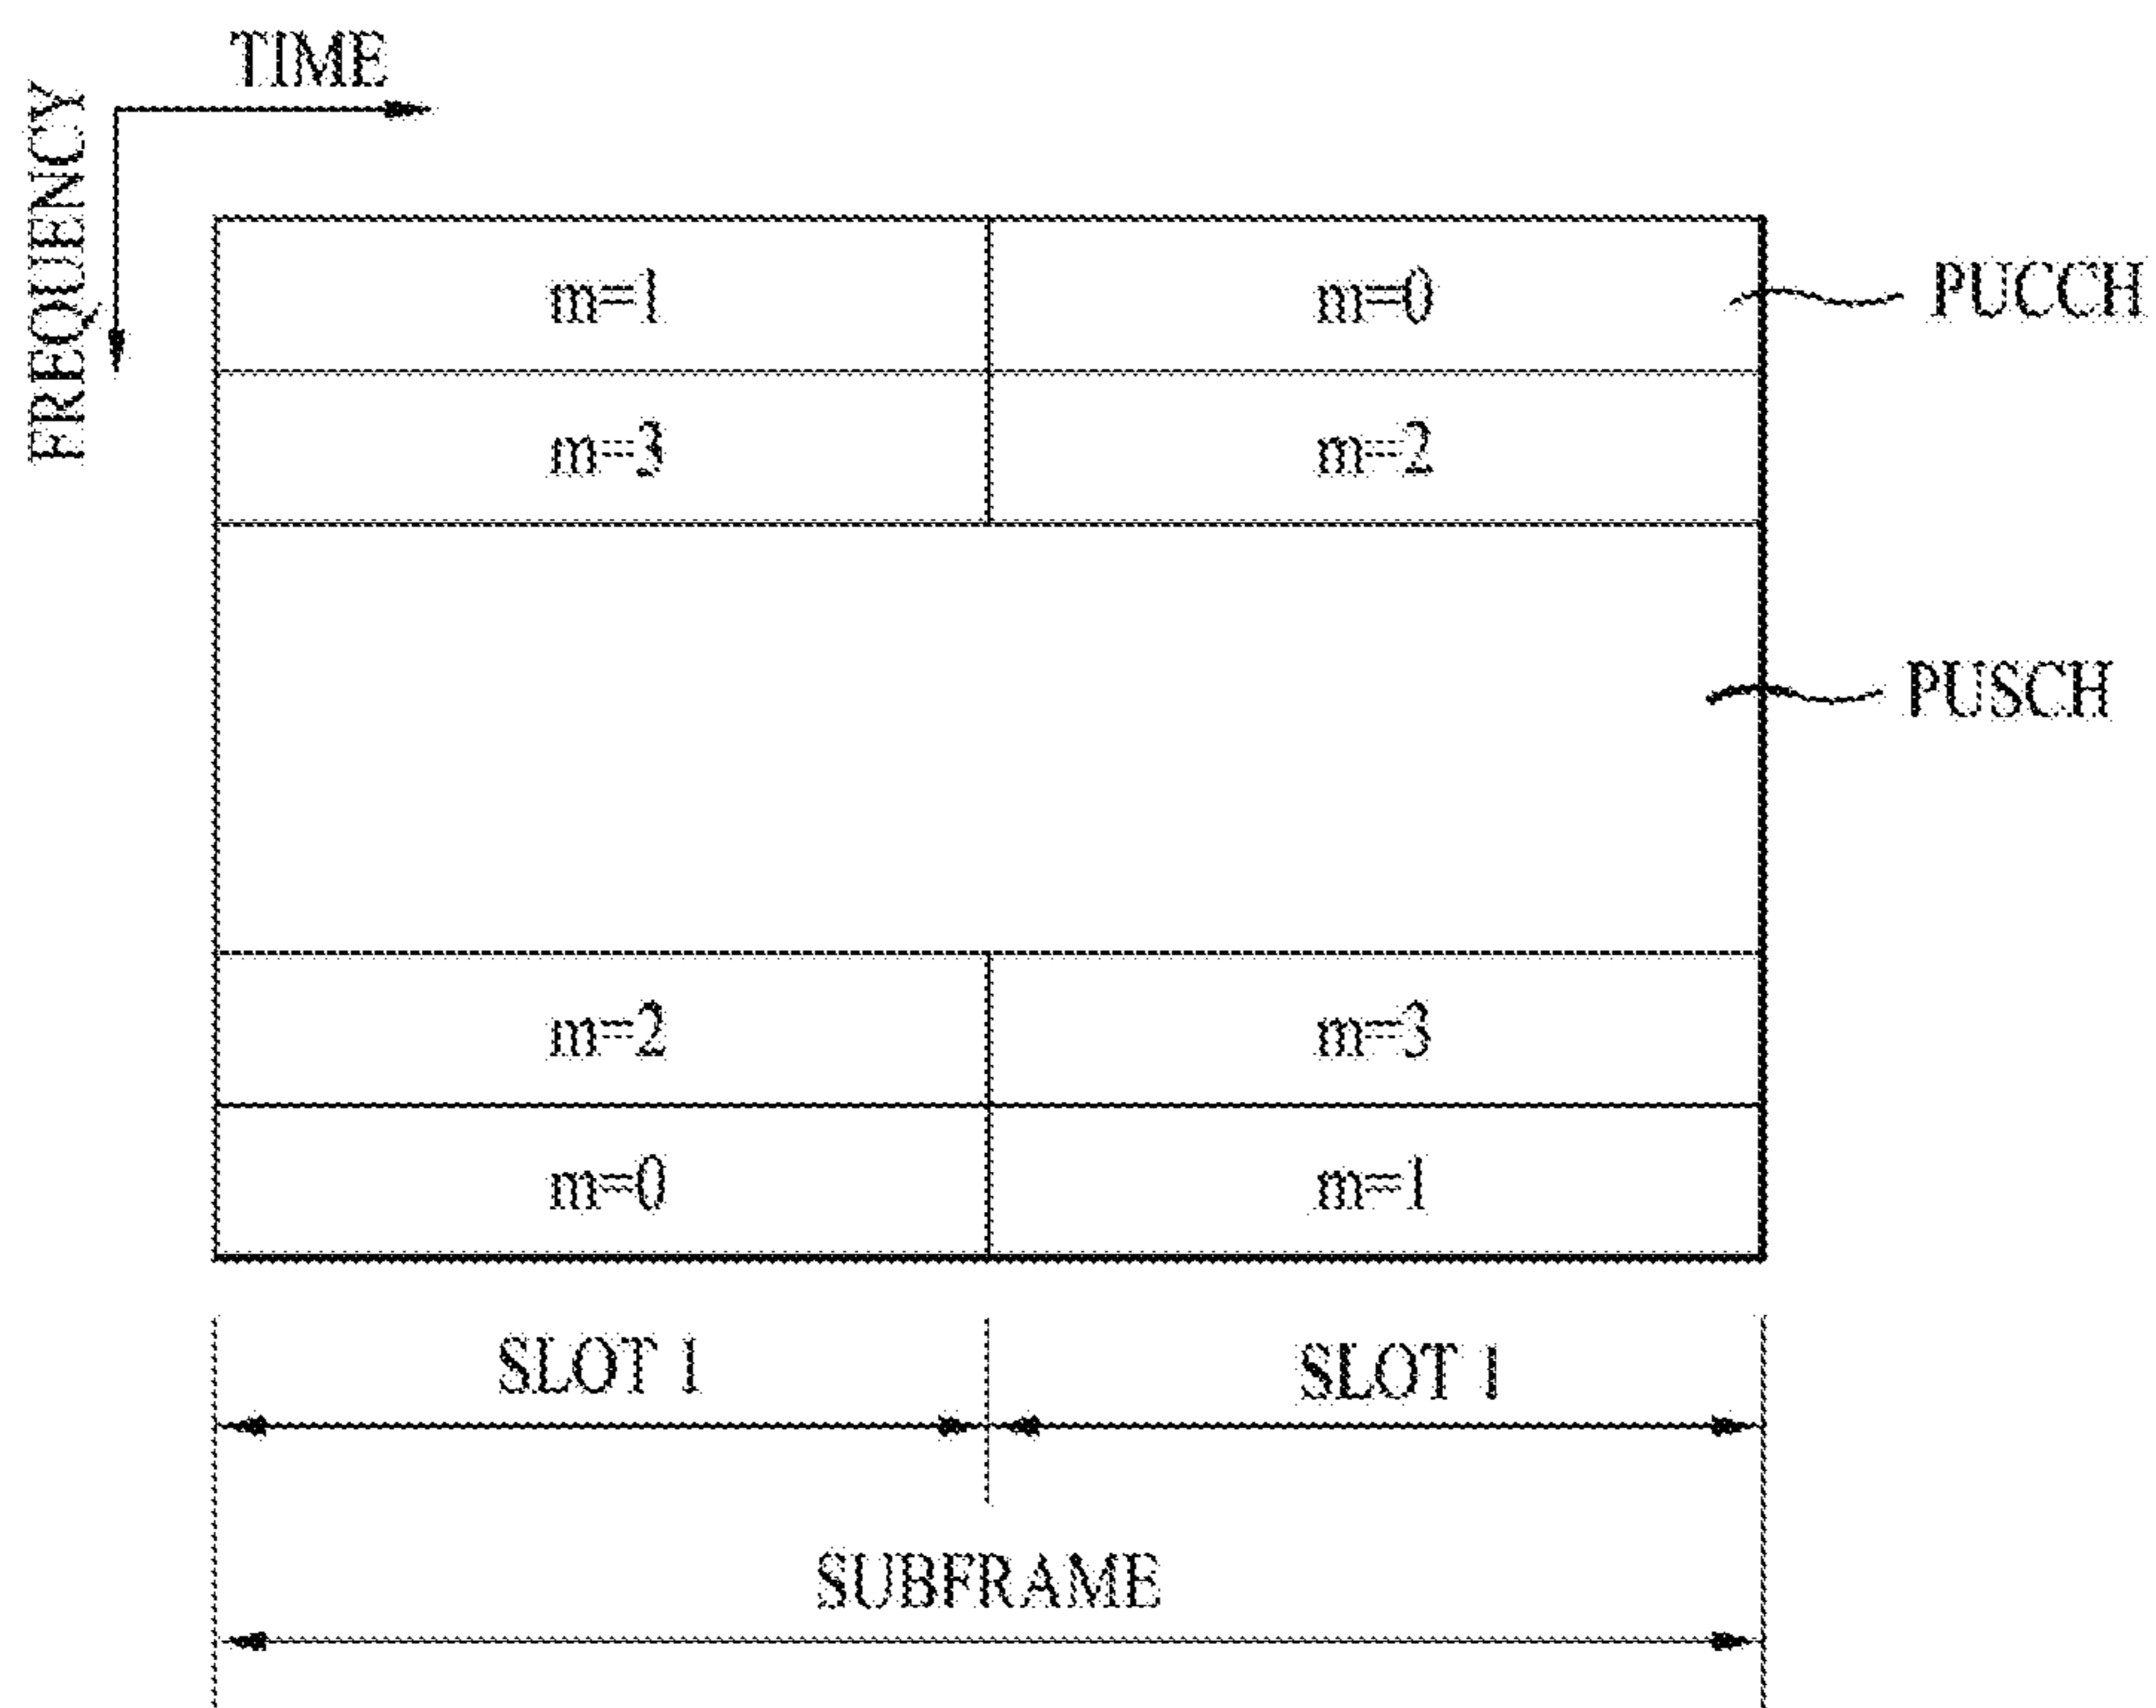 TIME
FREQUENCY
m=1 m=0 PUCCH
m=3 m=2
PUSCH
m=2 m=3
m=0 m=1
SLOT 1 SLOT 1
SUBFRAME